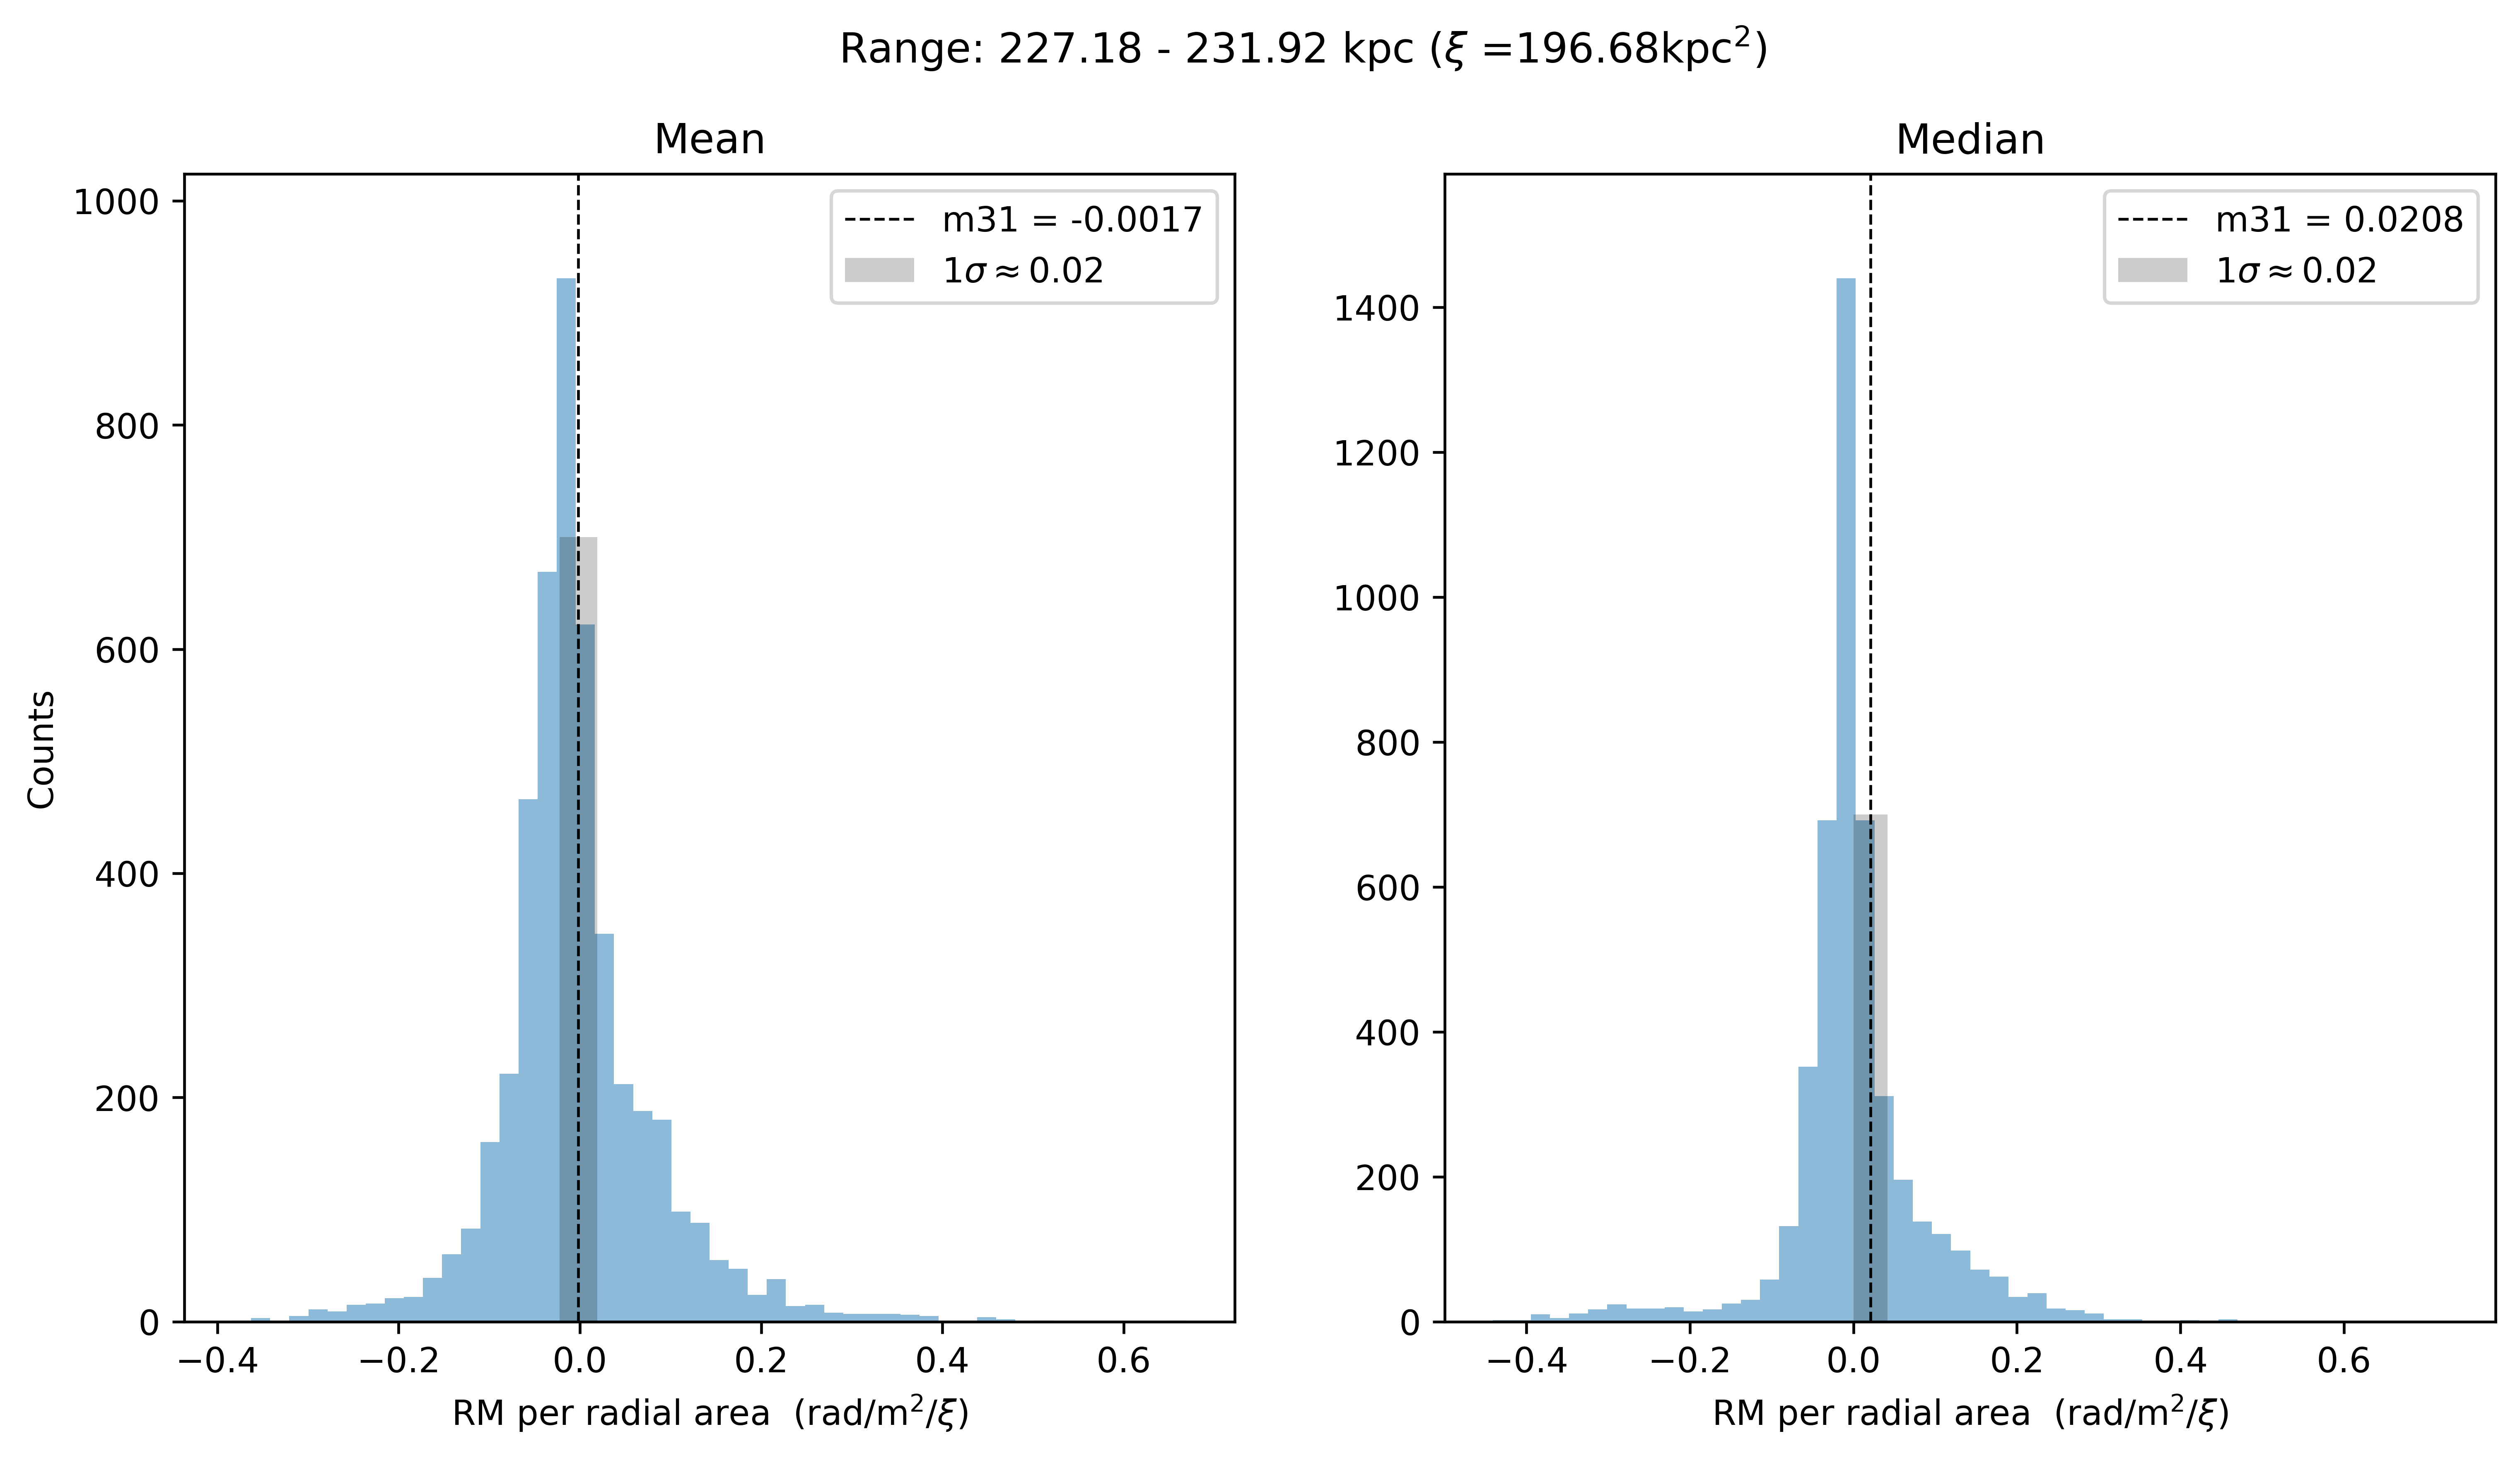 Range: 227.18 - 231.92 kpc (ξ =196.68kpc²)
Mean
m31 = -0.0017
1σ ≈ 0.02
1000
800
600
400
200
0
Counts
−0.4 −0.2 0.0 0.2 0.4 0.6
RM per radial area (rad/m²/ξ)
Median
m31 = 0.0208
1σ ≈ 0.02
1400
1200
1000
800
600
400
200
0
−0.4 −0.2 0.0 0.2 0.4 0.6
RM per radial area (rad/m²/ξ)